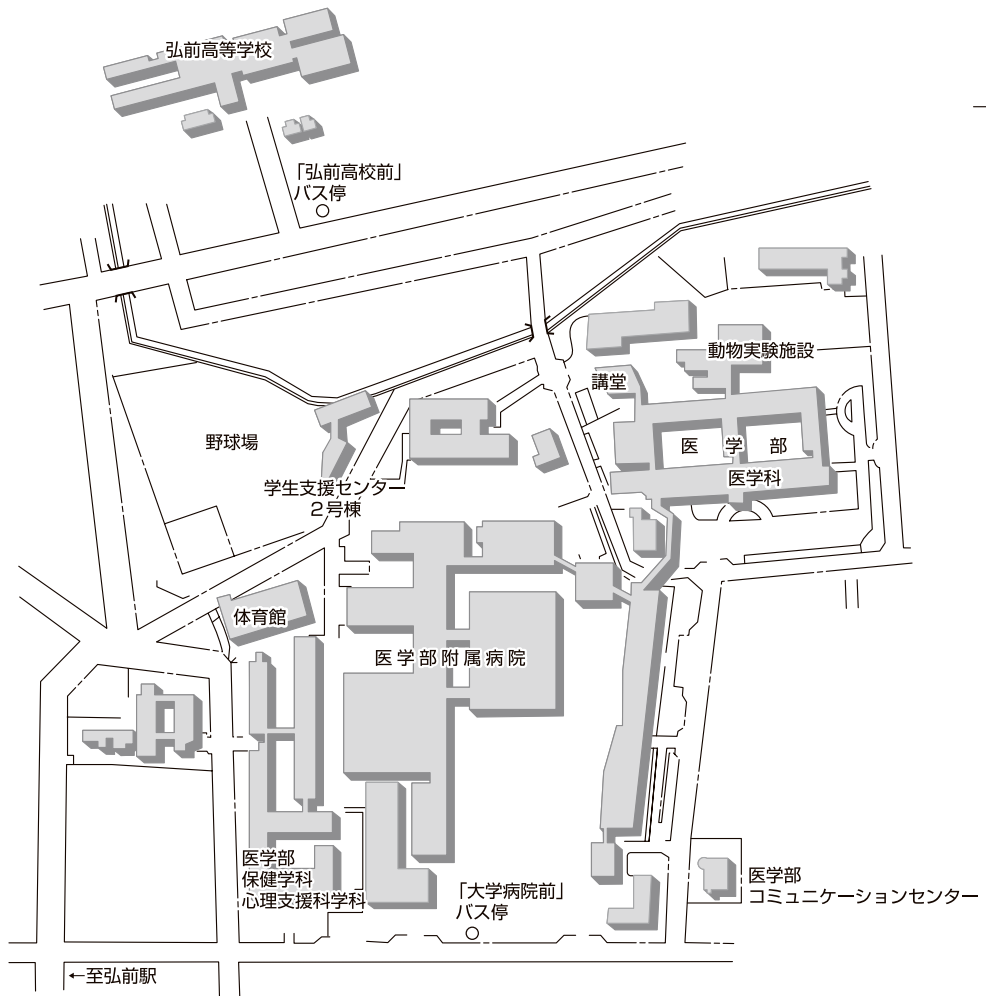 弘前高等学校
「弘前高校前」
バス停
動物実験施設
講堂
野球場
医学部
医学科
学生支援センター
2号棟
体育館
医学部附属病院
医学部
保健学科
心理支援科学科
「大学病院前」
バス停
医学部
コミュニケーションセンター
←至弘前駅